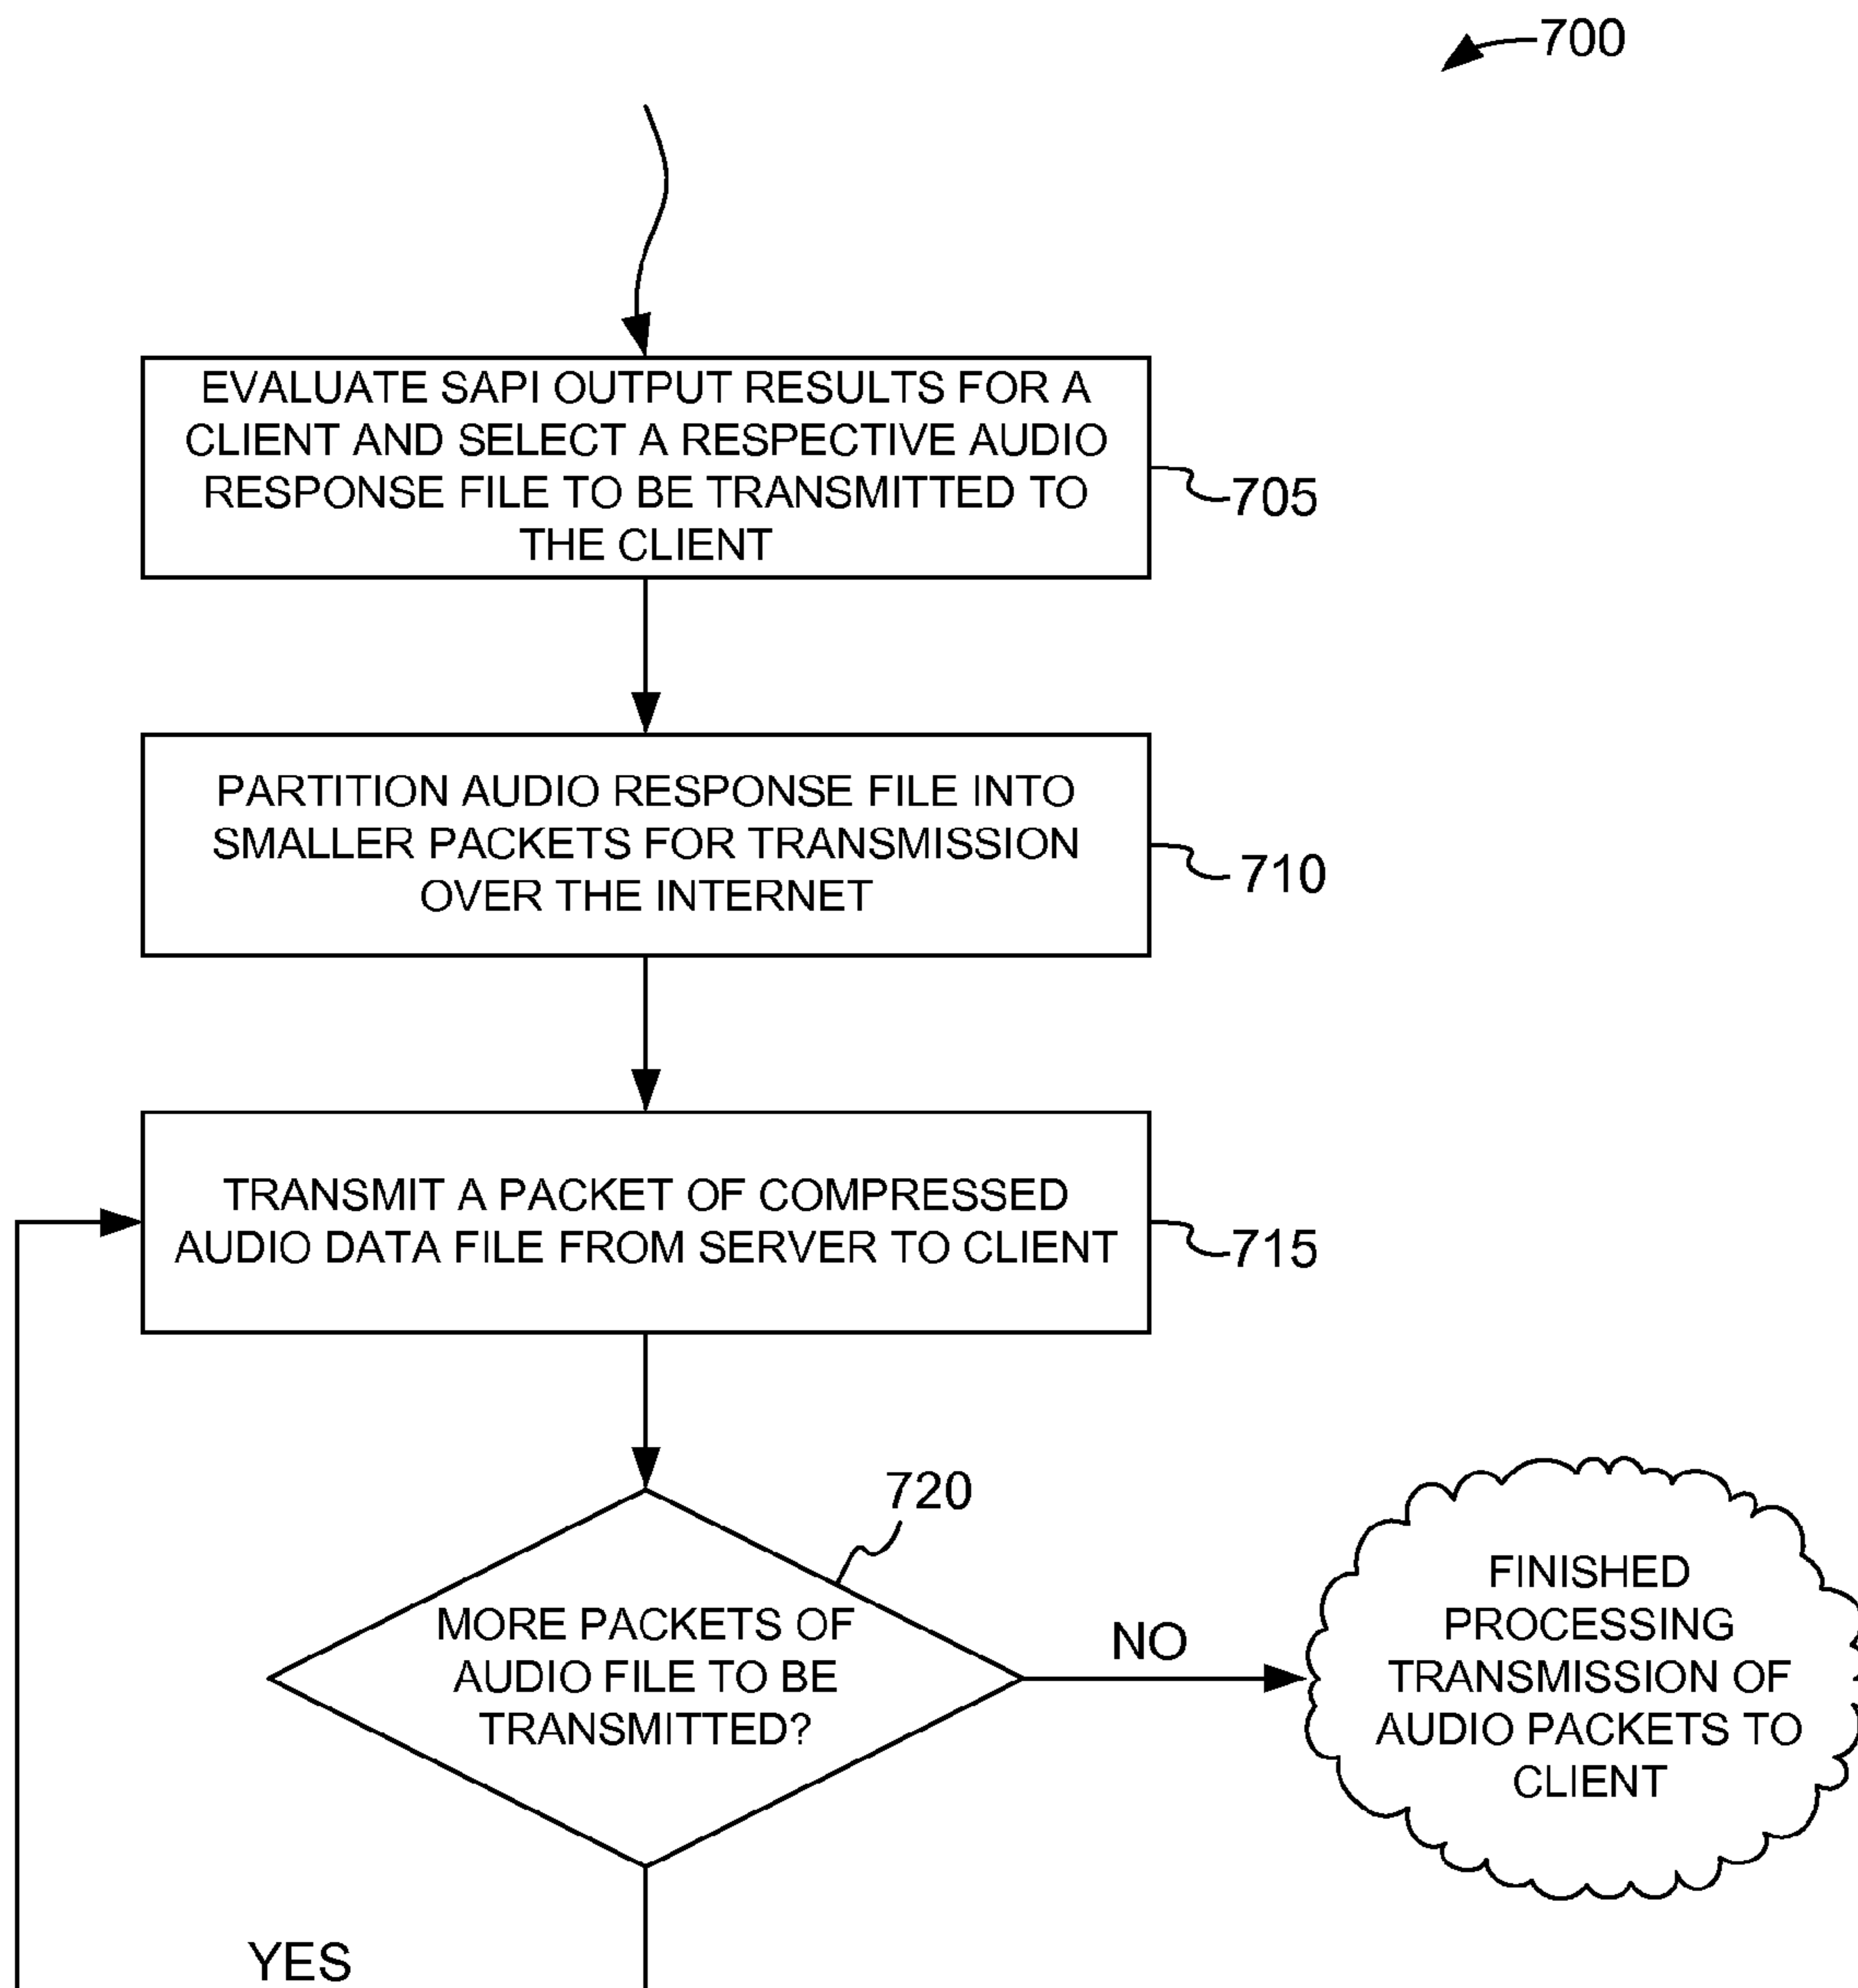 700
EVALUATE SAPI OUTPUT RESULTS FOR A
CLIENT AND SELECT A RESPECTIVE AUDIO
RESPONSE FILE TO BE TRANSMITTED TO
THE CLIENT
705
PARTITION AUDIO RESPONSE FILE INTO
SMALLER PACKETS FOR TRANSMISSION
OVER THE INTERNET
710
TRANSMIT A PACKET OF COMPRESSED
AUDIO DATA FILE FROM SERVER TO CLIENT
715
720
MORE PACKETS OF
AUDIO FILE TO BE
TRANSMITTED?
NO
FINISHED
PROCESSING
TRANSMISSION OF
AUDIO PACKETS TO
CLIENT
YES